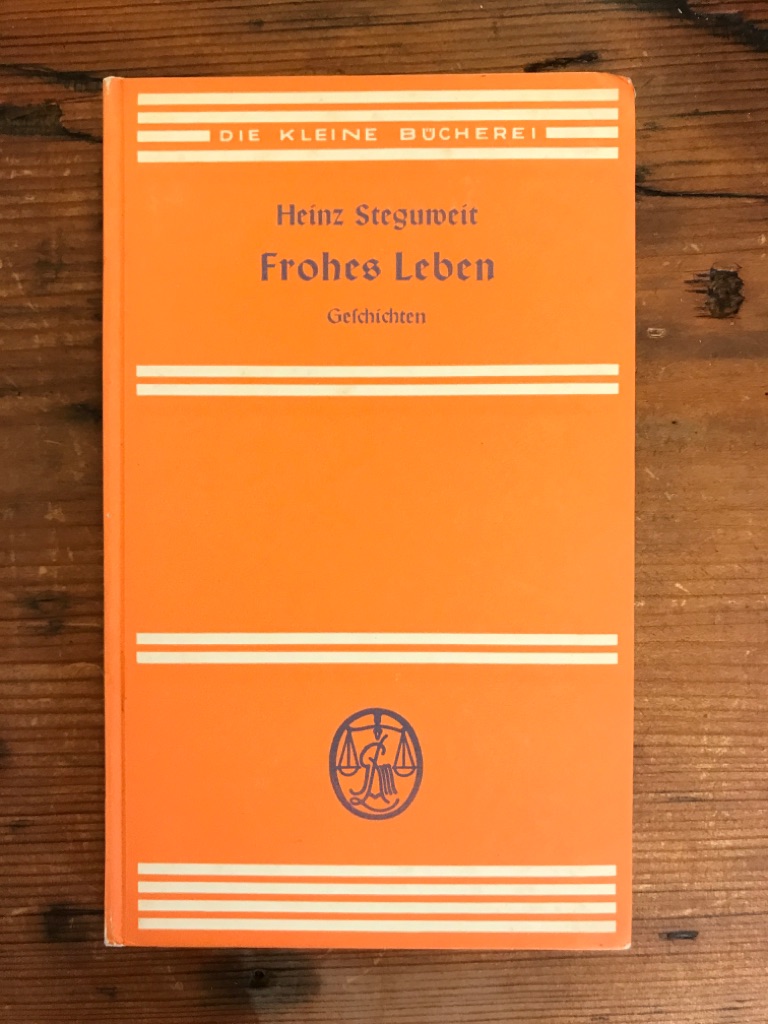 DIE KLEINE BÜCHEREI
Heinz Steguweit
Frohes Leben
Geſchichten